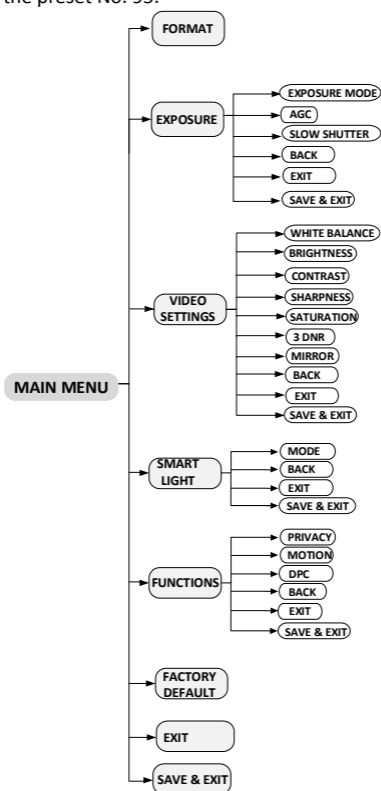 the preset No. 95.
MAIN MENU
FORMAT
EXPOSURE
EXPOSURE MODE
AGC
SLOW SHUTTER
BACK
EXIT
SAVE & EXIT
VIDEO
SETTINGS
WHITE BALANCE
BRIGHTNESS
CONTRAST
SHARPNESS
SATURATION
3 DNR
MIRROR
BACK
EXIT
SAVE & EXIT
SMART
LIGHT
MODE
BACK
EXIT
SAVE & EXIT
FUNCTIONS
PRIVACY
MOTION
DPC
BACK
EXIT
SAVE & EXIT
FACTORY
DEFAULT
EXIT
SAVE & EXIT